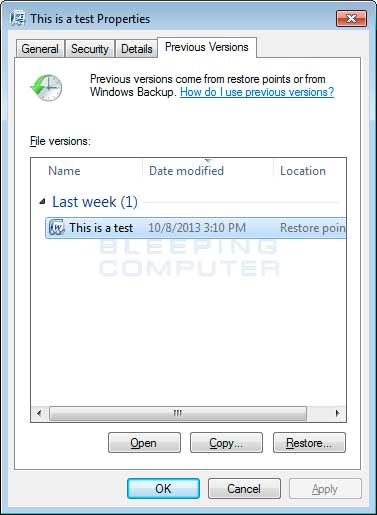 This is a test Properties
General Security Details Previous Versions
Previous versions come from restore points or from
Windows Backup. How do I use previous versions?
File versions:
Name Date modified Location
Last week (1)
This is a test 10/8/2013 3:10 PM Restore poin
BLEEPING
COMPUTER
Open Copy... Restore...
OK Cancel Apply